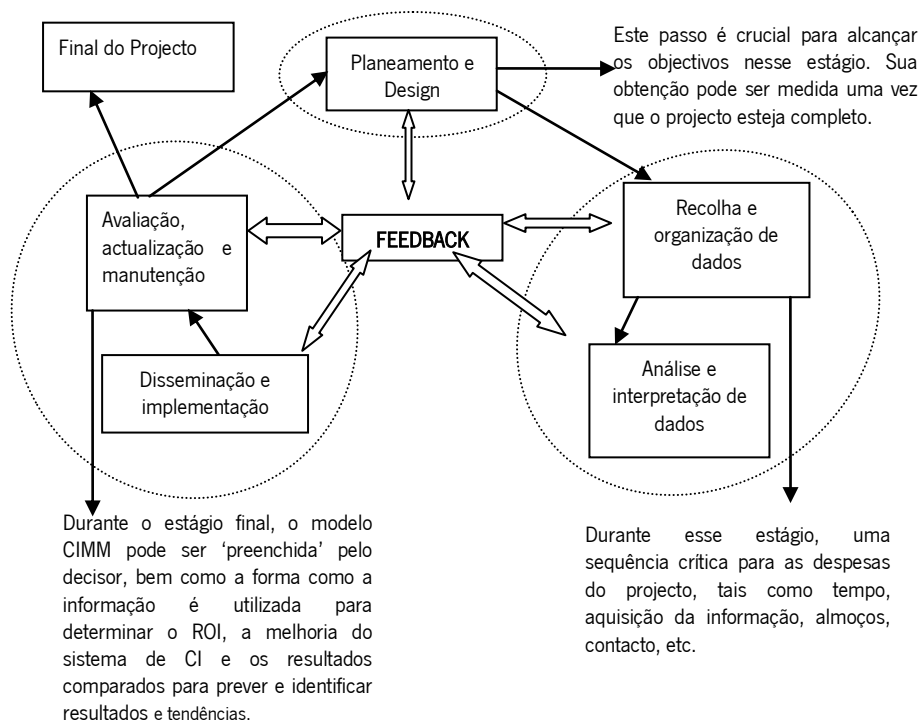 Final do Projecto
Planeamento e
Design
Este passo é crucial para alcançar
os objectivos nesse estágio. Sua
obtenção pode ser medida uma vez
que o projecto esteja completo.
Avaliação,
actualização e
manutenção
FEEDBACK
Recolha e
organização de
dados
Disseminação e
implementação
Análise e
interpretação de
dados
Durante o estágio final, o modelo
CIMM pode ser ‘preenchida’ pelo
decisor, bem como a forma como a
informação é utilizada para
determinar o ROI, a melhoria do
sistema de CI e os resultados
comparados para prever e identificar
resultados e tendências.
Durante esse estágio, uma
sequência crítica para as despesas
do projecto, tais como tempo,
aquisição da informação, almoços,
contacto, etc.